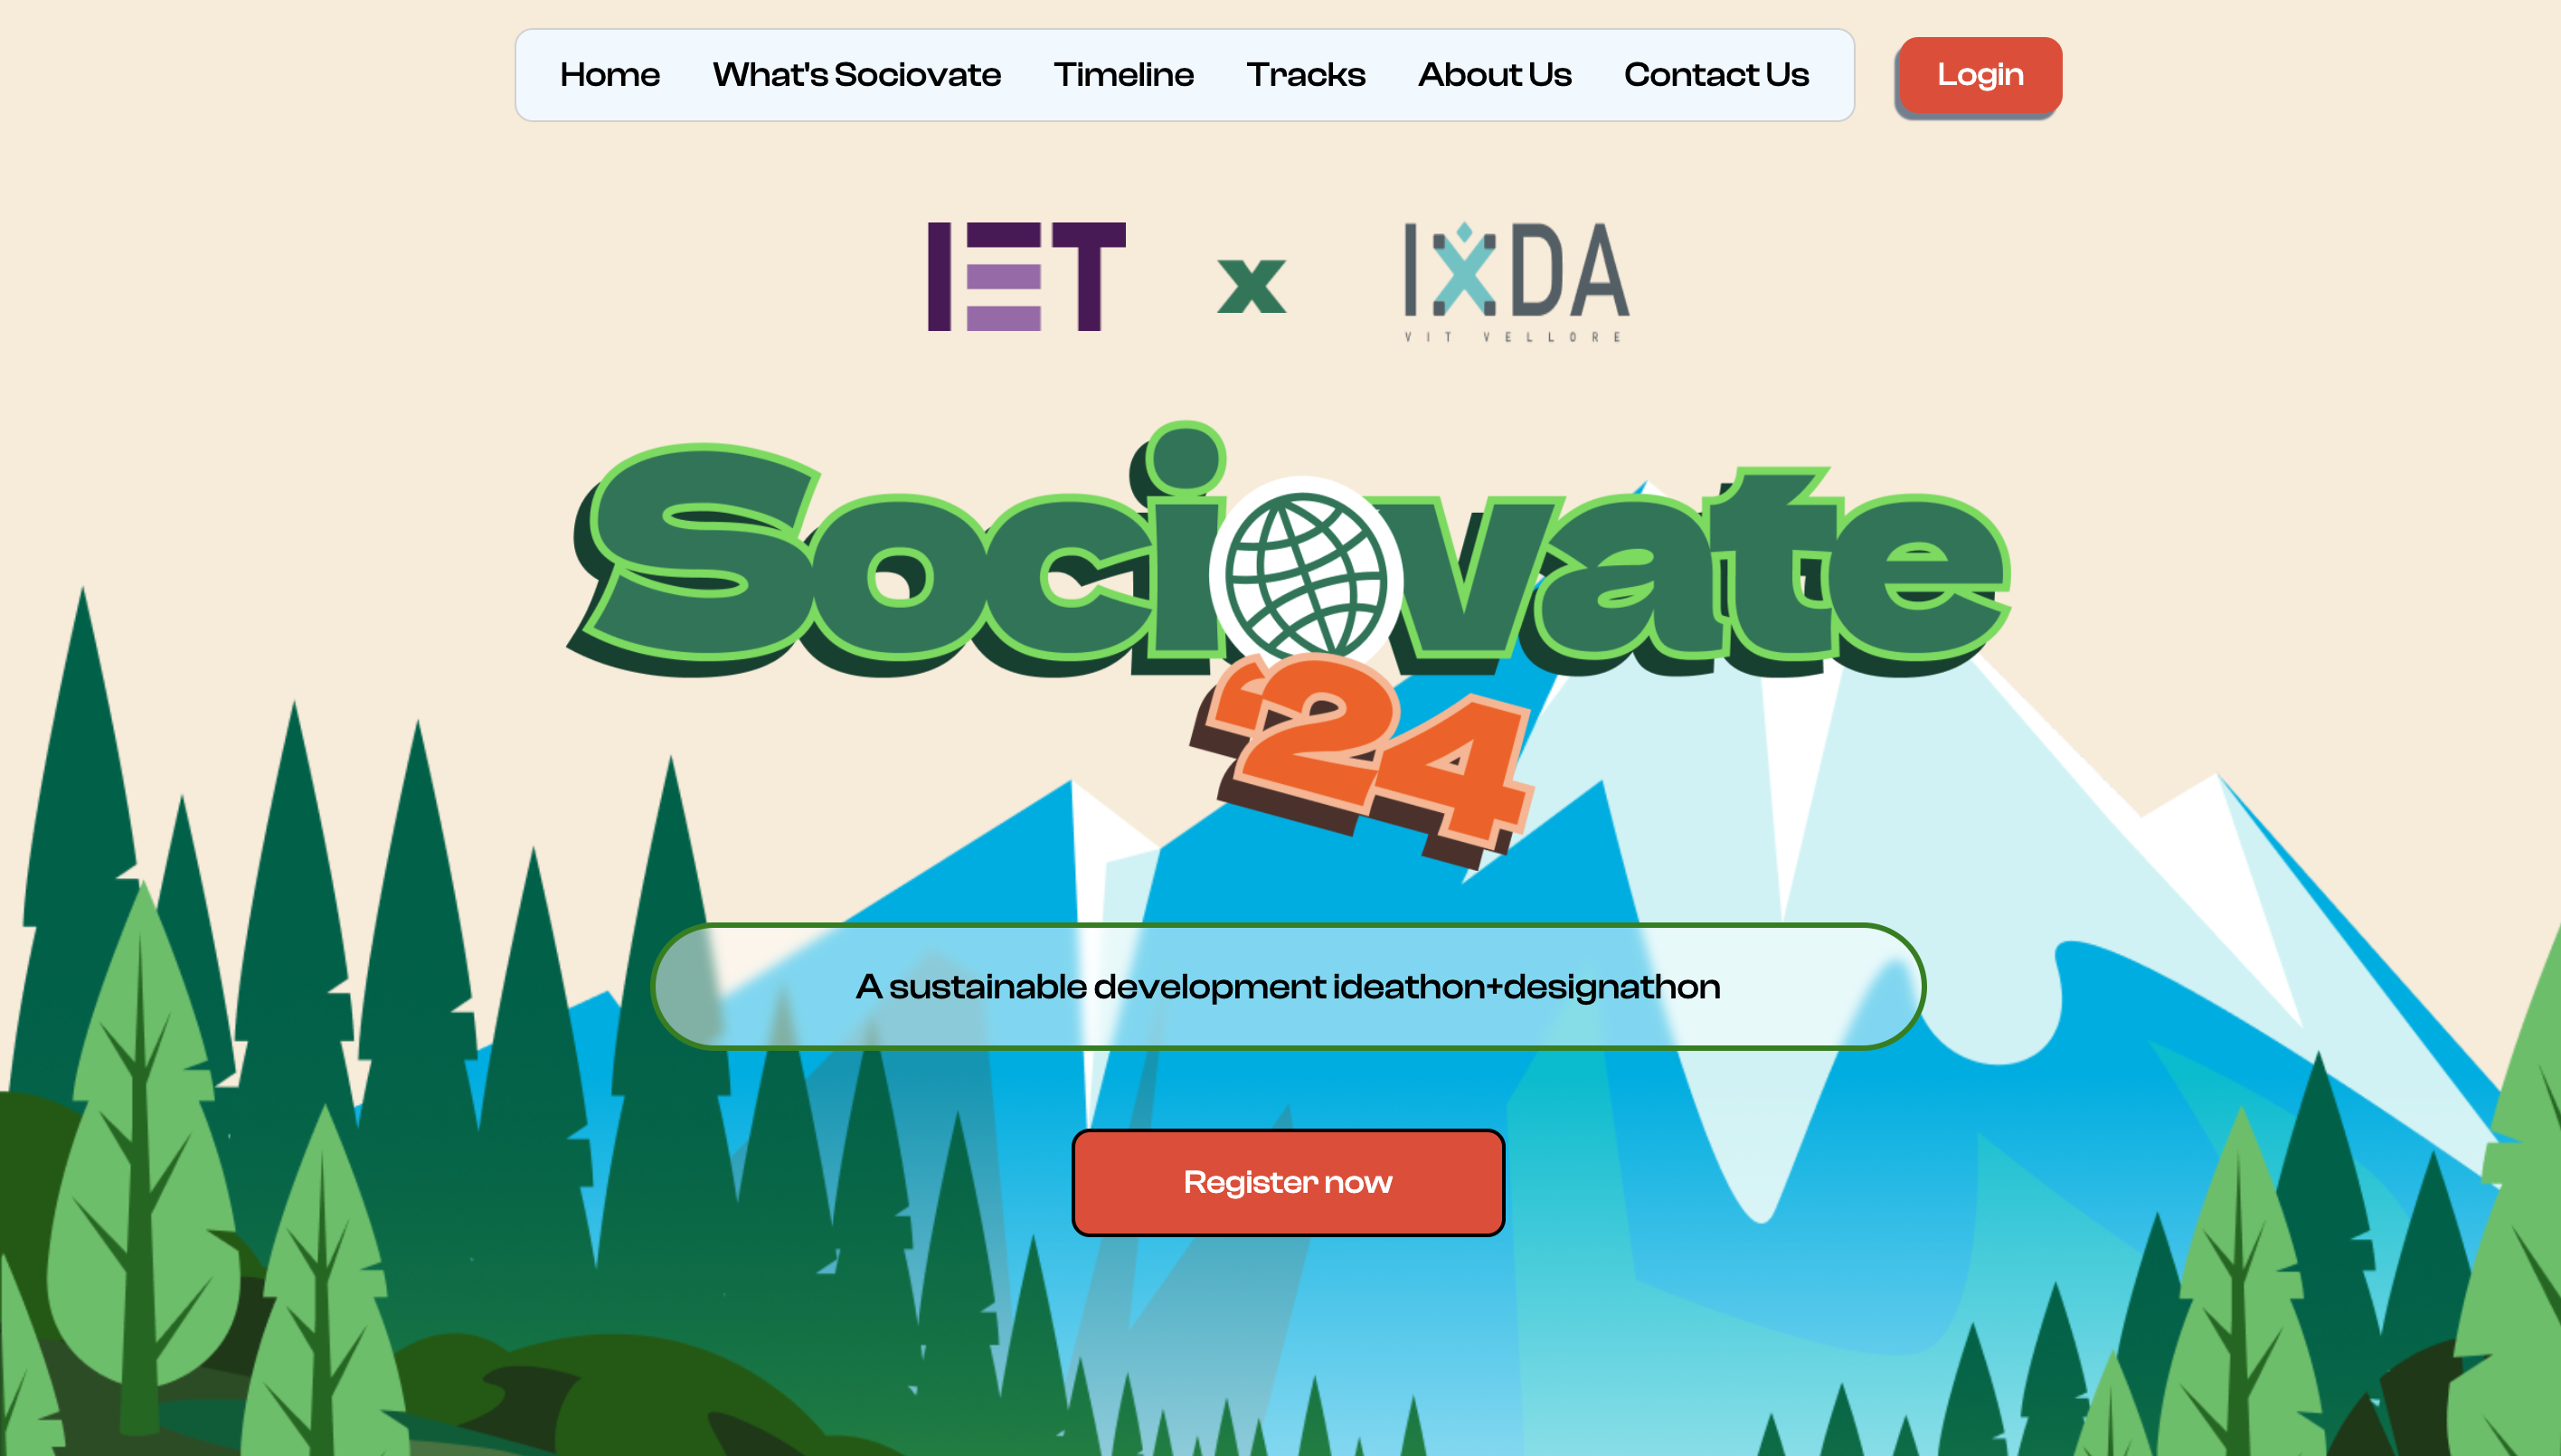 Home What's Sociovate Timeline Tracks About Us Contact Us Login
IET x IXDA
VIT VELLORE
Sociovate
'24
A sustainable development ideathon+designathon
Register now